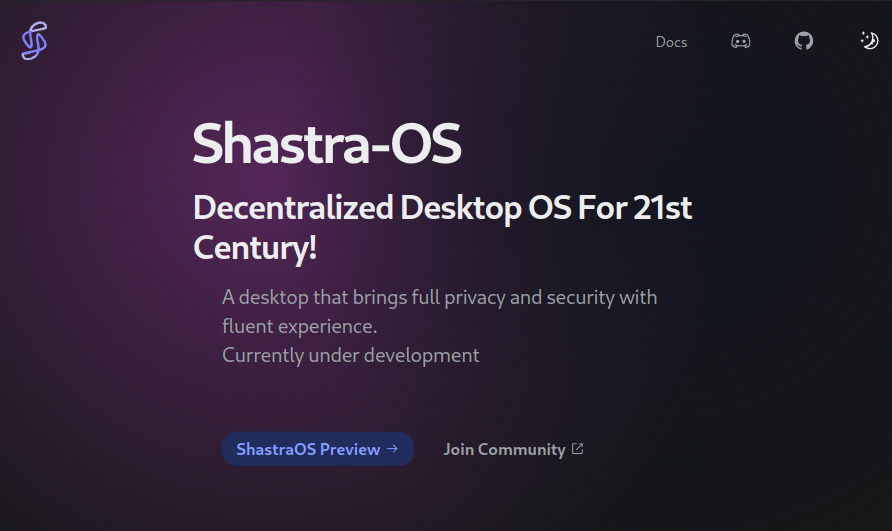 Docs
Shastra-OS
Decentralized Desktop OS For 21st
Century!
A desktop that brings full privacy and security with
fluent experience.
Currently under development
ShastraOS Preview →
Join Community